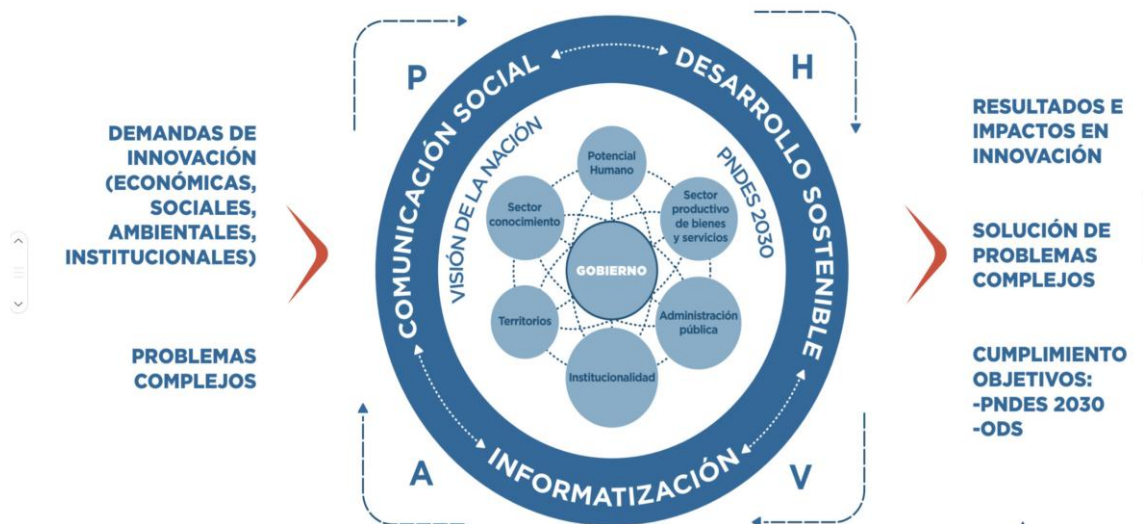 DEMANDAS DE
INNOVACIÓN
(ECONÓMICAS,
SOCIALES,
AMBIENTALES,
INSTITUCIONALES)
PROBLEMAS
COMPLEJOS
P
H
A
V
COMUNICACIÓN SOCIAL
DESARROLLO SOSTENIBLE
INFORMATIZACIÓN
VISIÓN DE LA NACIÓN
PNDES 2030
Potencial
Humano
Sector
conocimiento
Sector
productivo
de bienes
y servicios
GOBIERNO
Territorios
Administración
pública
Institucionalidad
RESULTADOS E
IMPACTOS EN
INNOVACIÓN
SOLUCIÓN DE
PROBLEMAS
COMPLEJOS
CUMPLIMIENTO
OBJETIVOS:
-PNDES 2030
-ODS